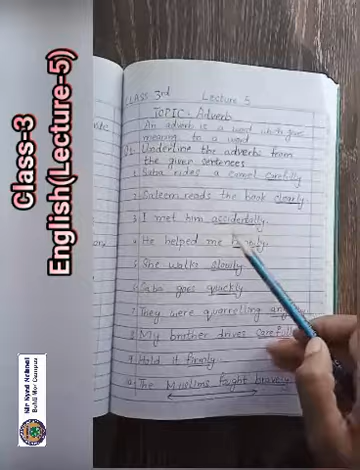 Class-3
English(Lecture-5)
CLASS 3rd Lecture 5
TOPIC: Adverb
An adverb is a word which gives
meaning to a word
Underline the adverbs from
the given sentences
1 Saba rides a camel carefully
2 Saleem reads the book clearly.
3 I met him accidentally.
4 He helped me
5 She walks slowly
6 Saba goes quickly
7 They were quarrelling
8 My brother drives
9 Hold it firmly
10 The Muslims fought bravely